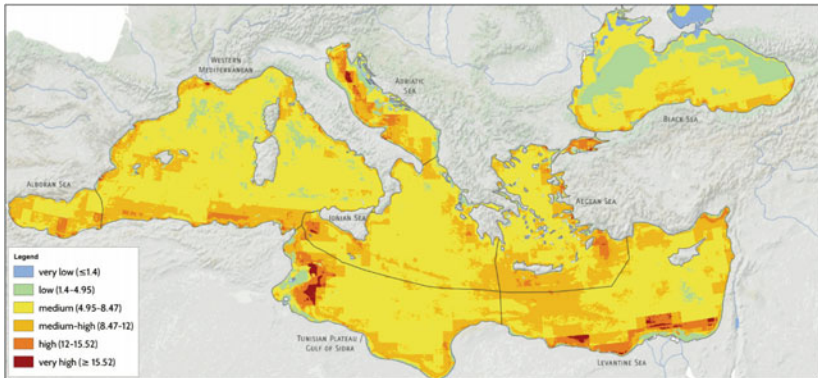 WESTERN
MEDITERRANEAN
ADRIATIC
SEA
BLACK SEA
ALBORAN SEA
IONIAN SEA
AEGEAN SEA
Legend
very low (≤1.4)
low (1.4-4.95)
medium (4.95-8.47)
medium-high (8.47-12)
high (12-15.52)
very high (≥ 15.52)
TUNISIAN PLATEAU /
GULF OF SIDRA
LEVANTINE SEA